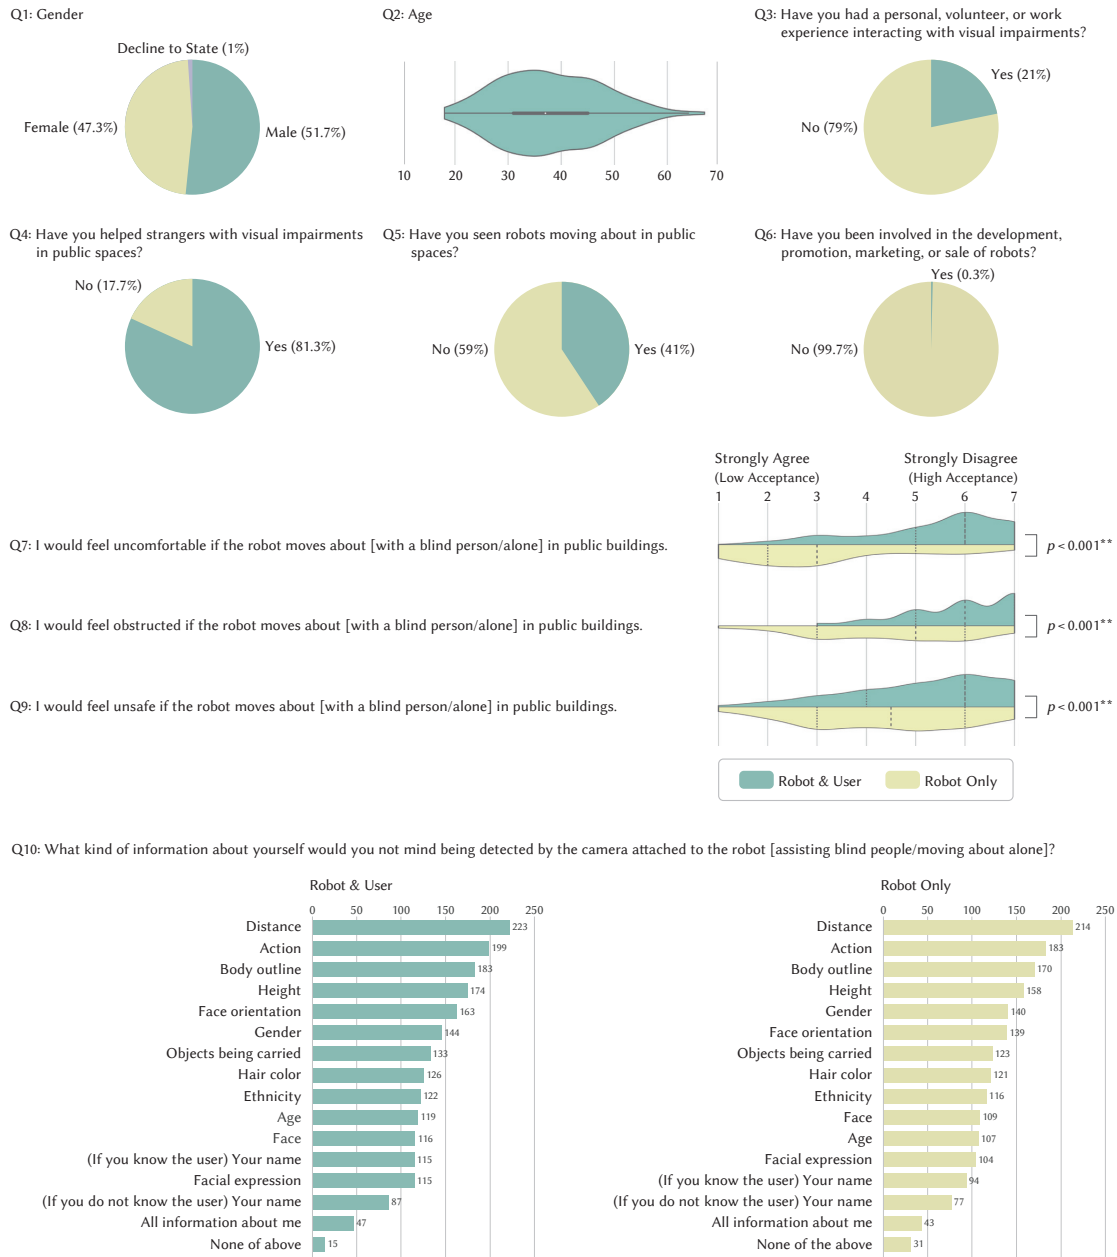 Q1: Gender
Decline to State (1%)
Female (47.3%)
Male (51.7%)
Q2: Age
10 20 30 40 50 60 70
Q3: Have you had a personal, volunteer, or work
experience interacting with visual impairments?
Yes (21%)
No (79%)
Q4: Have you helped strangers with visual impairments
in public spaces?
No (17.7%)
Yes (81.3%)
Q5: Have you seen robots moving about in public
spaces?
No (59%)
Yes (41%)
Q6: Have you been involved in the development,
promotion, marketing, or sale of robots?
Yes (0.3%)
No (99.7%)
Strongly Agree
(Low Acceptance)
Strongly Disagree
(High Acceptance)
1 2 3 4 5 6 7
Q7: I would feel uncomfortable if the robot moves about [with a blind person/alone] in public buildings.
p < 0.001**
Q8: I would feel obstructed if the robot moves about [with a blind person/alone] in public buildings.
p < 0.001**
Q9: I would feel unsafe if the robot moves about [with a blind person/alone] in public buildings.
p < 0.001**
Robot & User
Robot Only
Q10: What kind of information about yourself would you not mind being detected by the camera attached to the robot [assisting blind people/moving about alone]?
Robot & User
0 50 100 150 200 250
Distance 223
Action 199
Body outline 183
Height 174
Face orientation 163
Gender 144
Objects being carried 133
Hair color 126
Ethnicity 122
Age 119
Face 116
(If you know the user) Your name 115
Facial expression 115
(If you do not know the user) Your name 87
All information about me 47
None of above 15
Robot Only
0 50 100 150 200 250
Distance 214
Action 183
Body outline 170
Height 158
Gender 140
Face orientation 139
Objects being carried 123
Hair color 121
Ethnicity 116
Face 109
Age 107
Facial expression 104
(If you know the user) Your name 94
(If you do not know the user) Your name 77
All information about me 43
None of the above 31